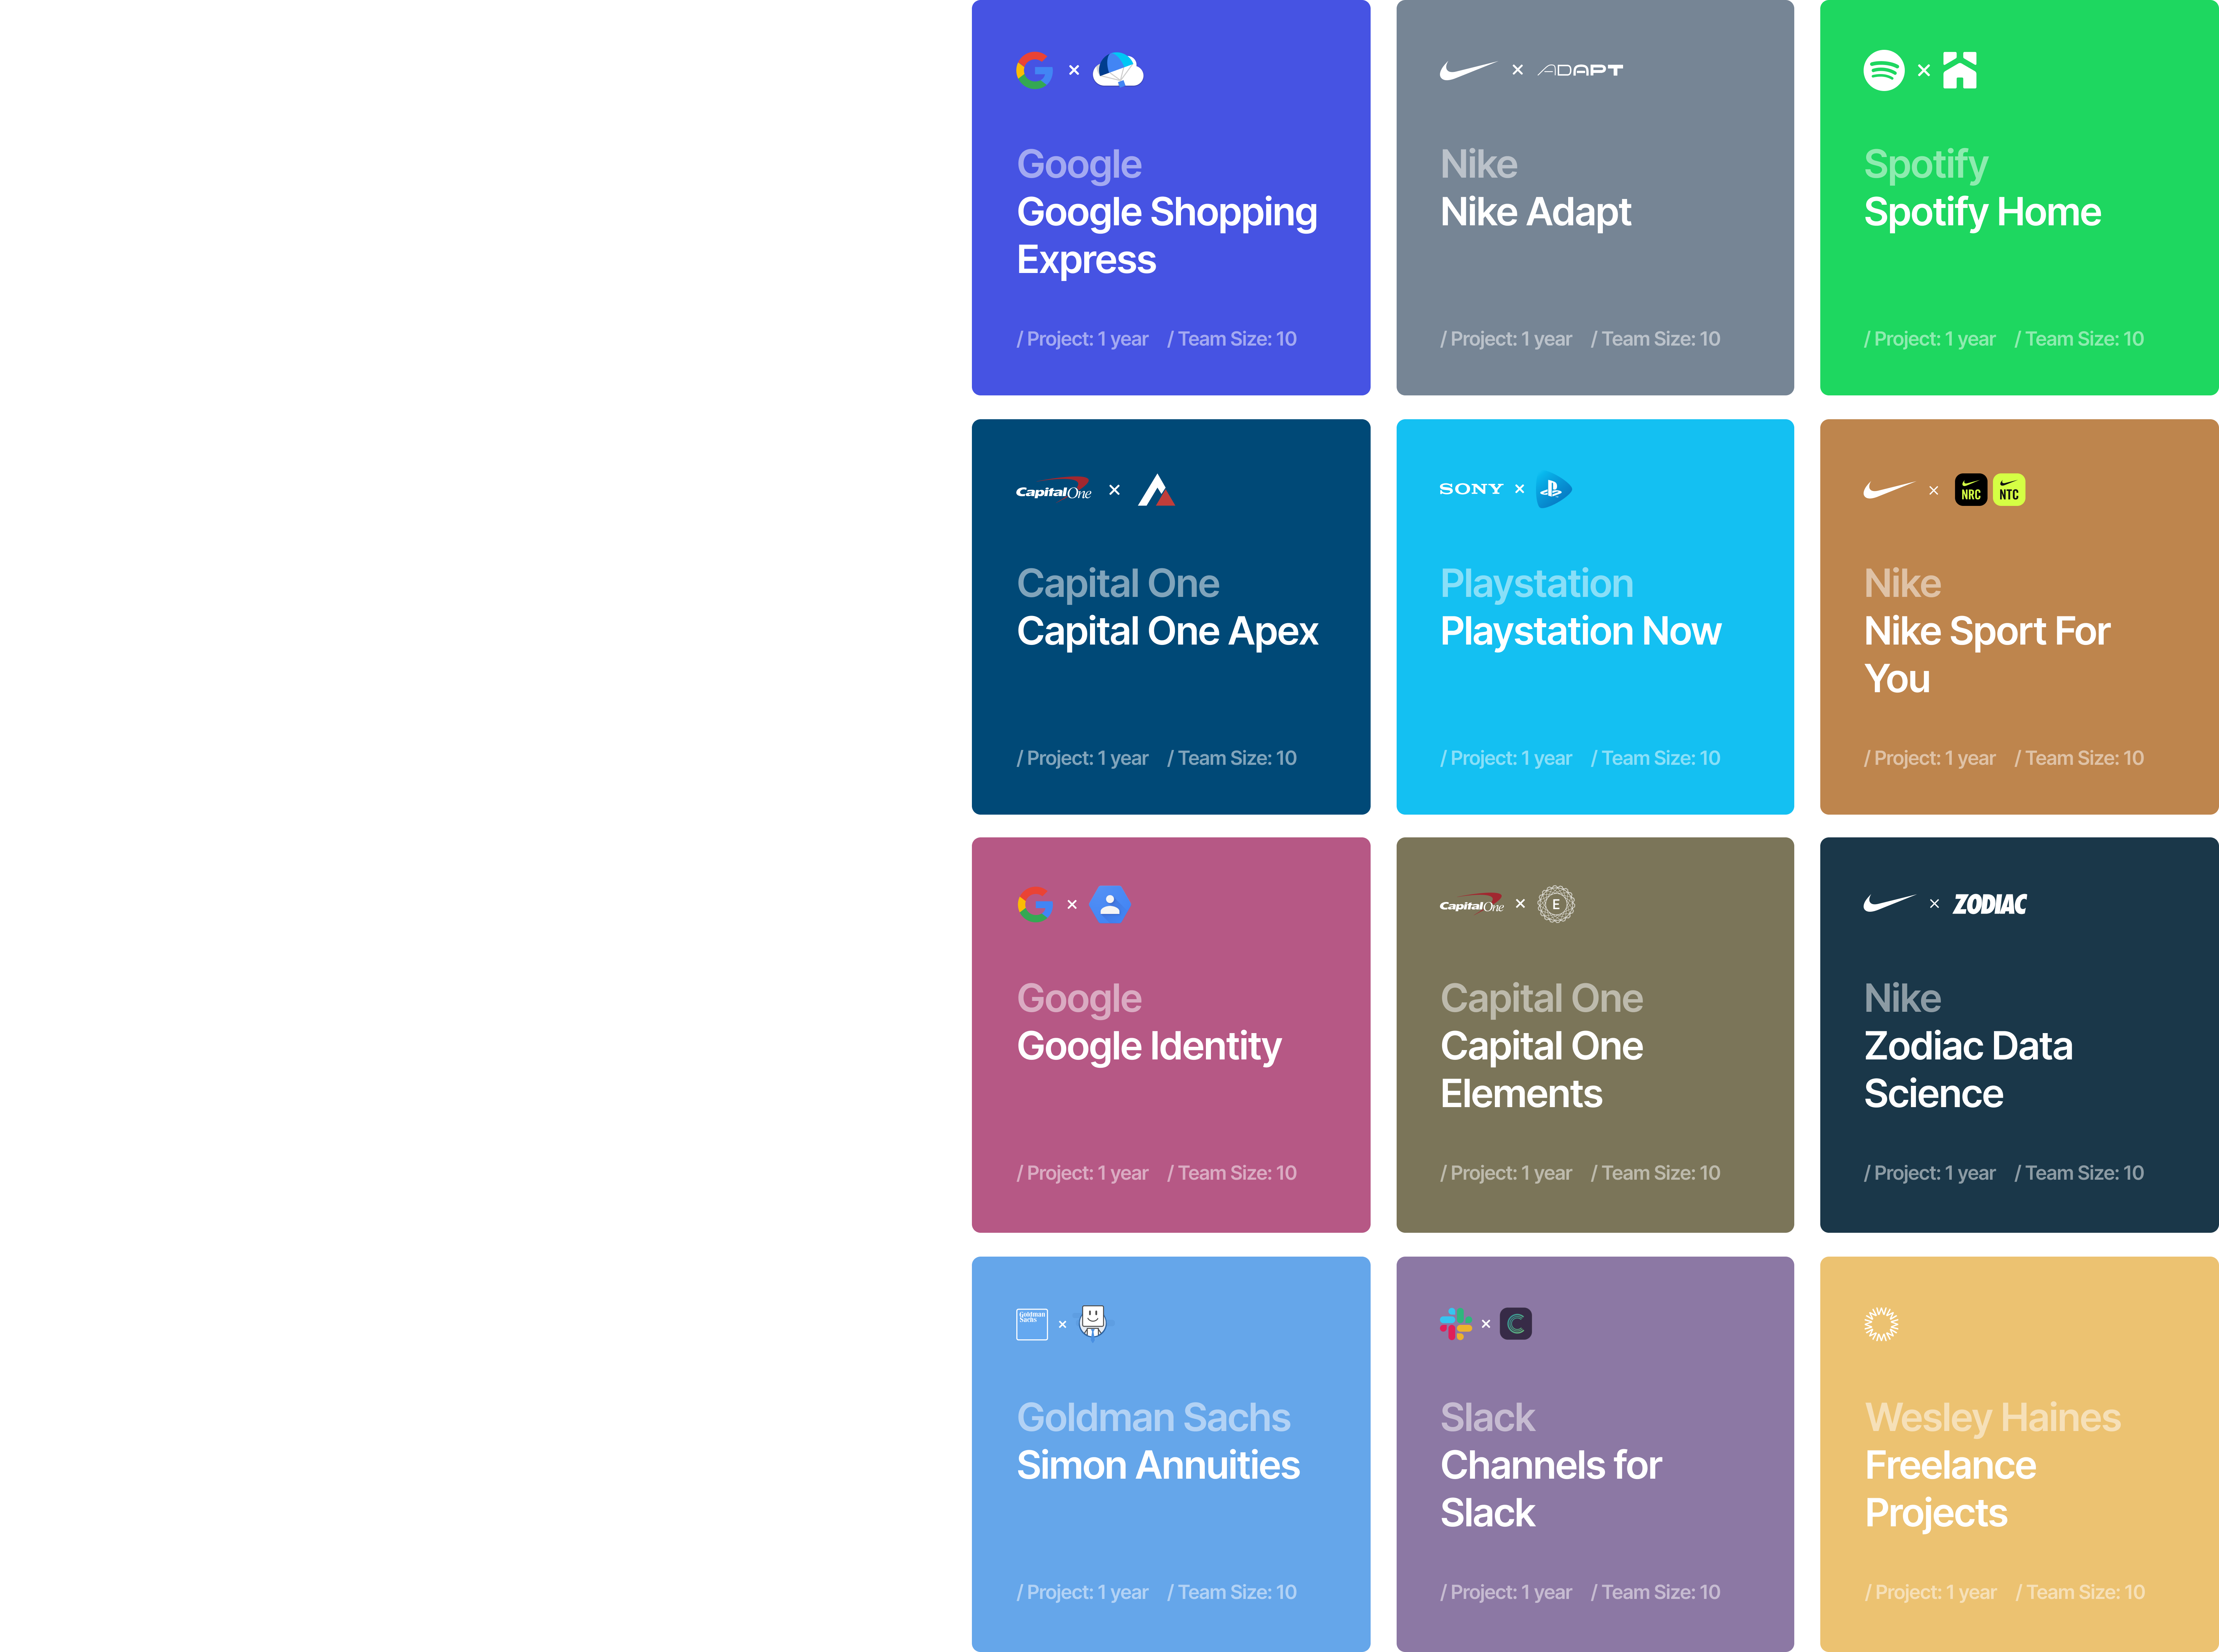 ×
× ADAPT
×
Google
Google Shopping
Express
/ Project: 1 year / Team Size: 10
Nike
Nike Adapt
/ Project: 1 year / Team Size: 10
Spotify
Spotify Home
/ Project: 1 year / Team Size: 10
Capital One ×
SONY ×
× NRC NTC
Capital One
Capital One Apex
/ Project: 1 year / Team Size: 10
Playstation
Playstation Now
/ Project: 1 year / Team Size: 10
Nike
Nike Sport For
You
/ Project: 1 year / Team Size: 10
×
Capital One × E
× ZODIAC
Google
Google Identity
/ Project: 1 year / Team Size: 10
Capital One
Capital One
Elements
/ Project: 1 year / Team Size: 10
Nike
Zodiac Data
Science
/ Project: 1 year / Team Size: 10
Goldman
Sachs
×
× C
Goldman Sachs
Simon Annuities
/ Project: 1 year / Team Size: 10
Slack
Channels for
Slack
/ Project: 1 year / Team Size: 10
Wesley Haines
Freelance
Projects
/ Project: 1 year / Team Size: 10